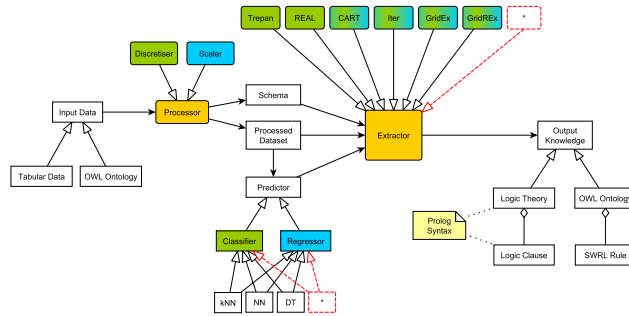 Trepan
REAL
CART
Iter
GridEx
GridREx
*
Discretiser
Scaler
Schema
Input Data
Processor
Processed
Dataset
Extractor
Output
Knowledge
Tabular Data
OWL Ontology
Predictor
Logic Theory
OWL Ontology
Prolog
Syntax
Classifier
Regressor
Logic Clause
SWRL Rule
kNN
NN
DT
*